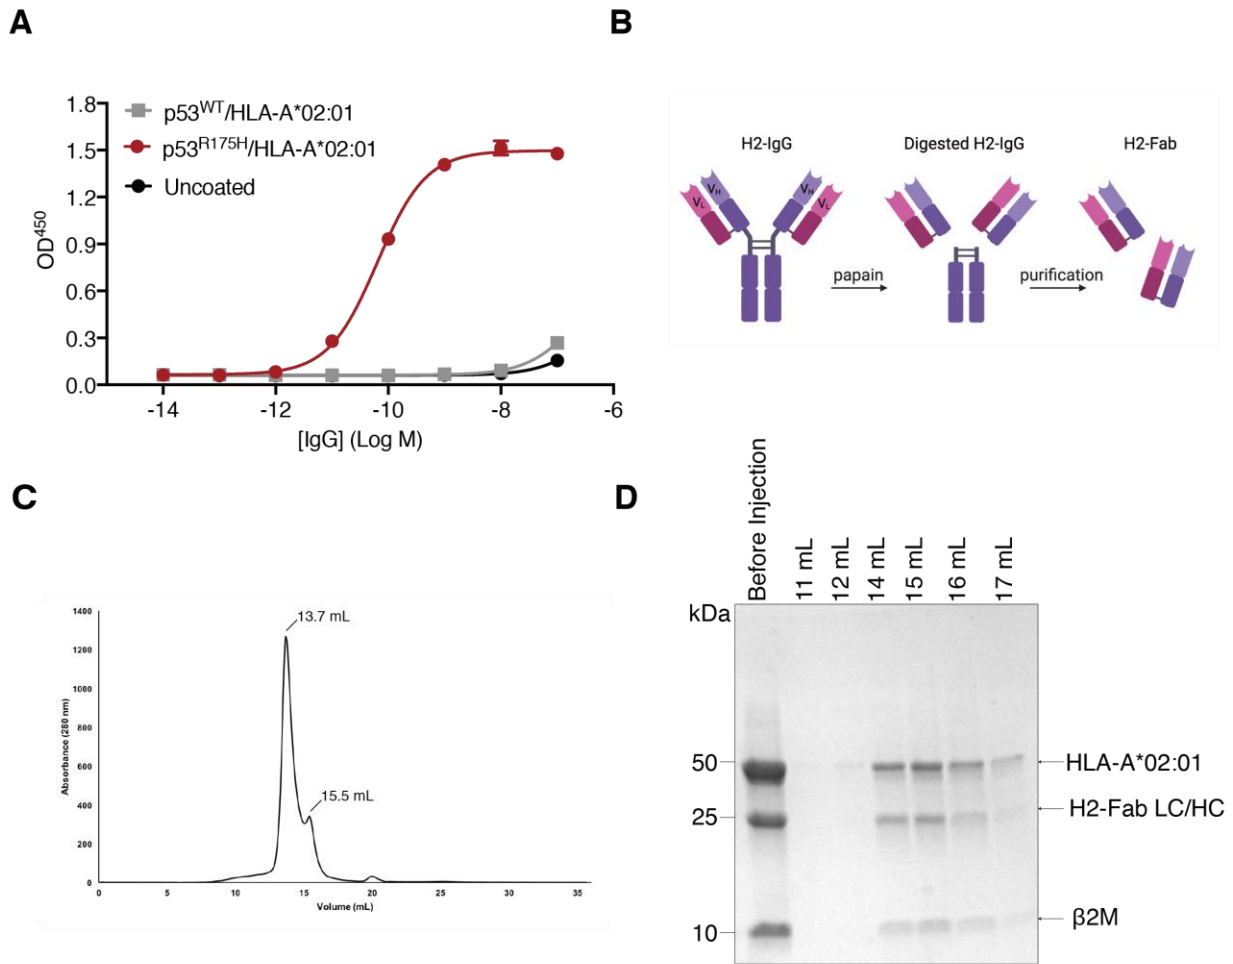 A
1.8
1.5
1.2
0.9
0.6
0.3
0.0
OD450
p53WT/HLA-A*02:01
p53R175H/HLA-A*02:01
Uncoated
-14
-12
-10
-8
-6
[IgG] (Log M)
B
H2-IgG
Digested H2-IgG
H2-Fab
VH
VL
VH
VL
papain
purification
C
1400
1200
1000
800
600
400
200
0
Absorbance (280 nm)
13.7 mL
15.5 mL
0
5
10
15
20
25
30
35
Volume (mL)
D
Before Injection
11 mL
12 mL
14 mL
15 mL
16 mL
17 mL
kDa
50
25
10
HLA-A*02:01
H2-Fab LC/HC
β2M